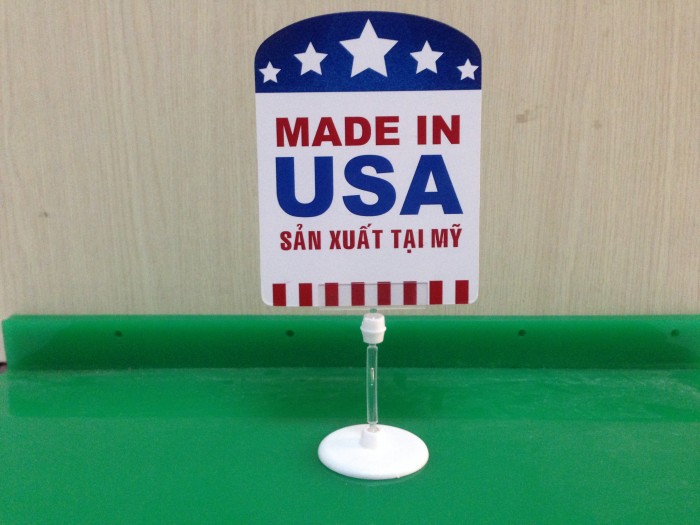 MADE IN
USA
SẢN XUẤT TẠI MỸ